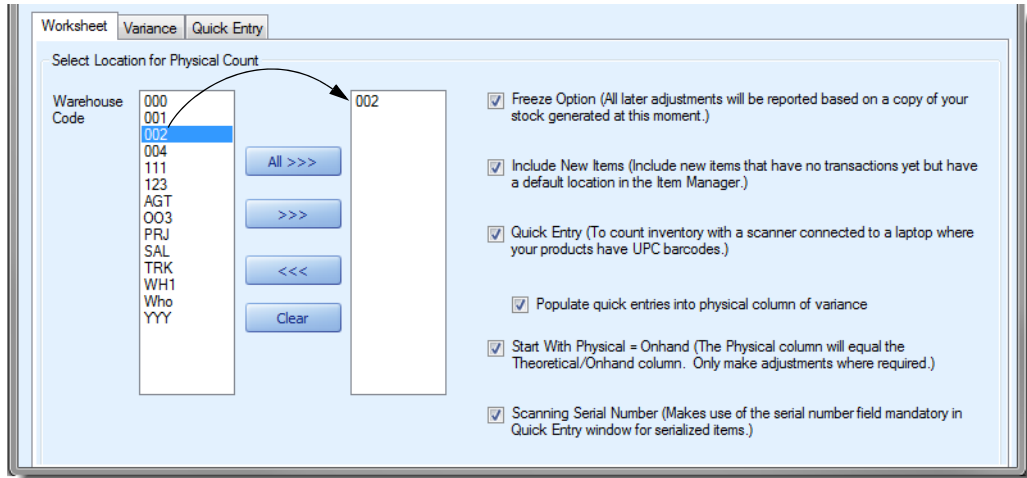 Worksheet Variance Quick Entry
Select Location for Physical Count
Warehouse
Code
000
001
002
004
111
123
AGT
OO3
PRJ
SAL
TRK
WH1
Who
YYY
All >>>
>>>
<<<
Clear
002
Freeze Option (All later adjustments will be reported based on a copy of your
stock generated at this moment.)
Include New Items (Include new items that have no transactions yet but have
a default location in the Item Manager.)
Quick Entry (To count inventory with a scanner connected to a laptop where
your products have UPC barcodes.)
Populate quick entries into physical column of variance
Start With Physical = Onhand (The Physical column will equal the
Theoretical/Onhand column. Only make adjustments where required.)
Scanning Serial Number (Makes use of the serial number field mandatory in
Quick Entry window for serialized items.)